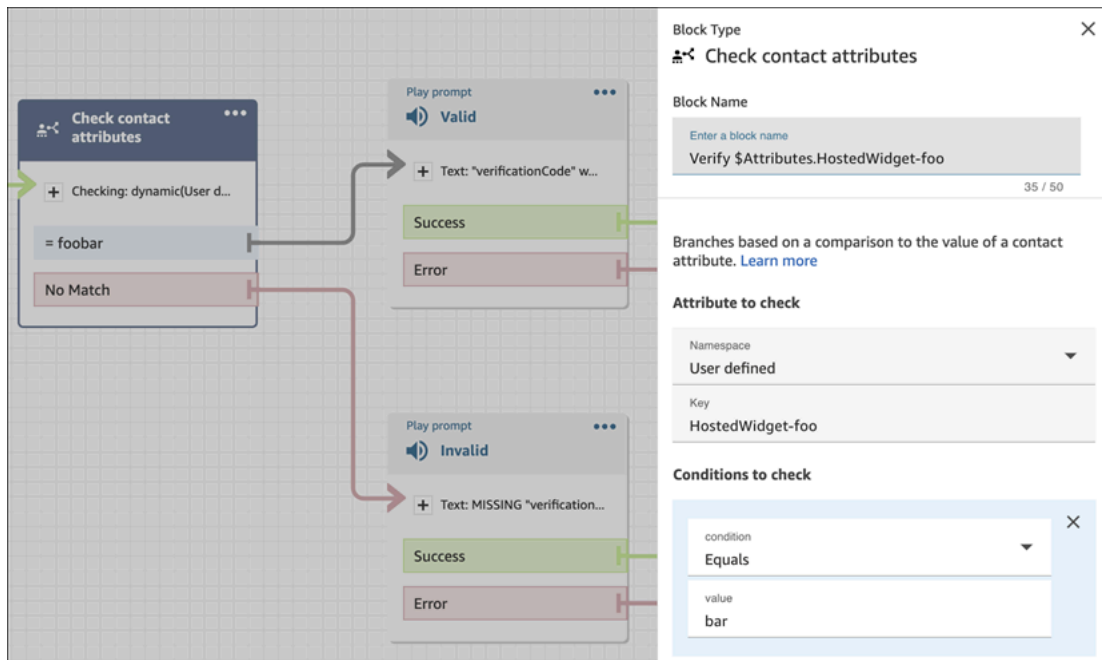 Check contact
attributes
Checking: dynamic(User d...
= foobar
No Match
Play prompt
Valid
Text: "verificationCode" w...
Success
Error
Play prompt
Invalid
Text: MISSING "verification...
Success
Error
Block Type
Check contact attributes
Block Name
Enter a block name
Verify $Attributes.HostedWidget-foo
35 / 50
Branches based on a comparison to the value of a contact
attribute. Learn more
Attribute to check
Namespace
User defined
Key
HostedWidget-foo
Conditions to check
condition
Equals
value
bar